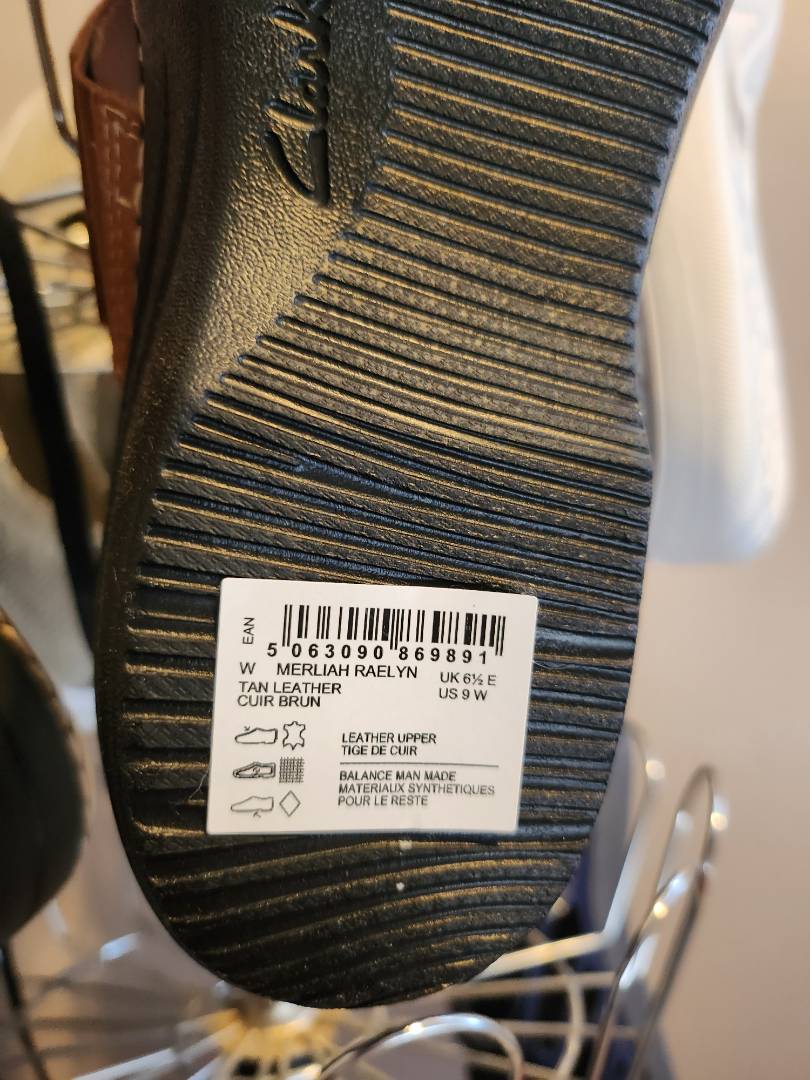 Clark
EAN
5 063090 869891
W MERLIAH RAELYN
UK 6½ E
TAN LEATHER
US 9 W
CUIR BRUN
LEATHER UPPER
TIGE DE CUIR
BALANCE MAN MADE
MATERIAUX SYNTHETIQUES
POUR LE RESTE